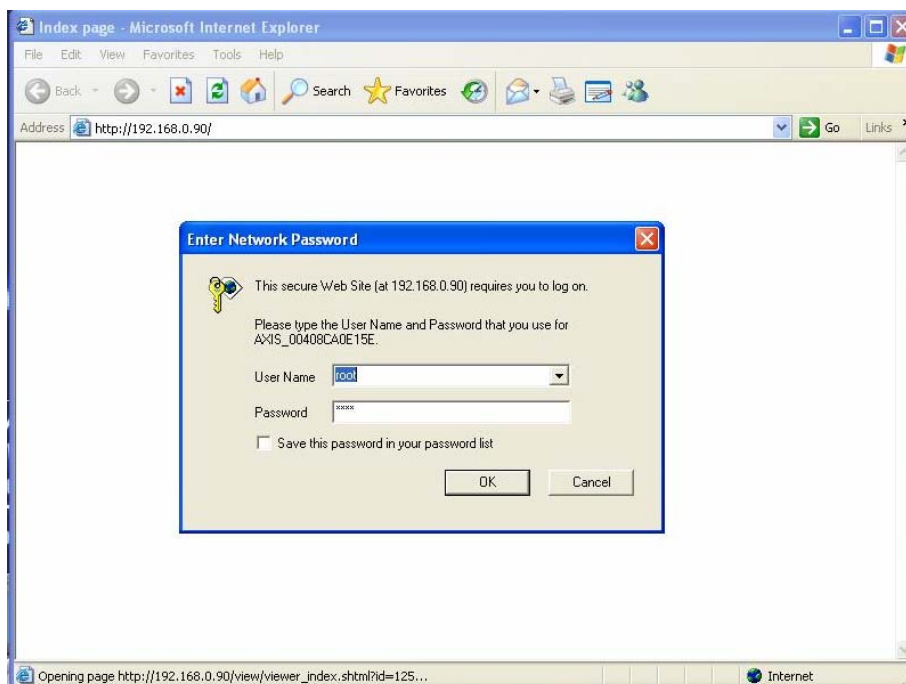 Index page - Microsoft Internet Explorer
File Edit View Favorites Tools Help
Back Search Favorites
Address http://192.168.0.90/ Go Links »
Enter Network Password
This secure Web Site (at 192.168.0.90) requires you to log on.
Please type the User Name and Password that you use for
AXIS_00408CA0E15E.
User Name root
Password ****
Save this password in your password list
OK Cancel
Opening page http://192.168.0.90/view/viewer_index.shtml?id=125... Internet